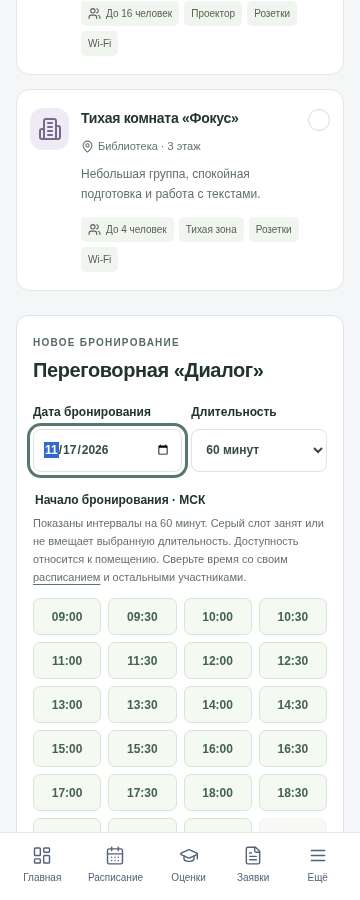 До 16 человек Проектор Розетки
Wi-Fi
Тихая комната «Фокус»
Библиотека · 3 этаж
Небольшая группа, спокойная
подготовка и работа с текстами.
До 4 человек Тихая зона Розетки
Wi-Fi
НОВОЕ БРОНИРОВАНИЕ
Переговорная «Диалог»
Дата бронирования Длительность
11/17/2026 60 минут
Начало бронирования · МСК
Показаны интервалы на 60 минут. Серый слот занят или
не вмещает выбранную длительность. Доступность
относится к помещению. Сверьте время со своим
расписанием и остальными участниками.
09:00 09:30 10:00 10:30
11:00 11:30 12:00 12:30
13:00 13:30 14:00 14:30
15:00 15:30 16:00 16:30
17:00 17:30 18:00 18:30
Главная Расписание Оценки Заявки Ещё